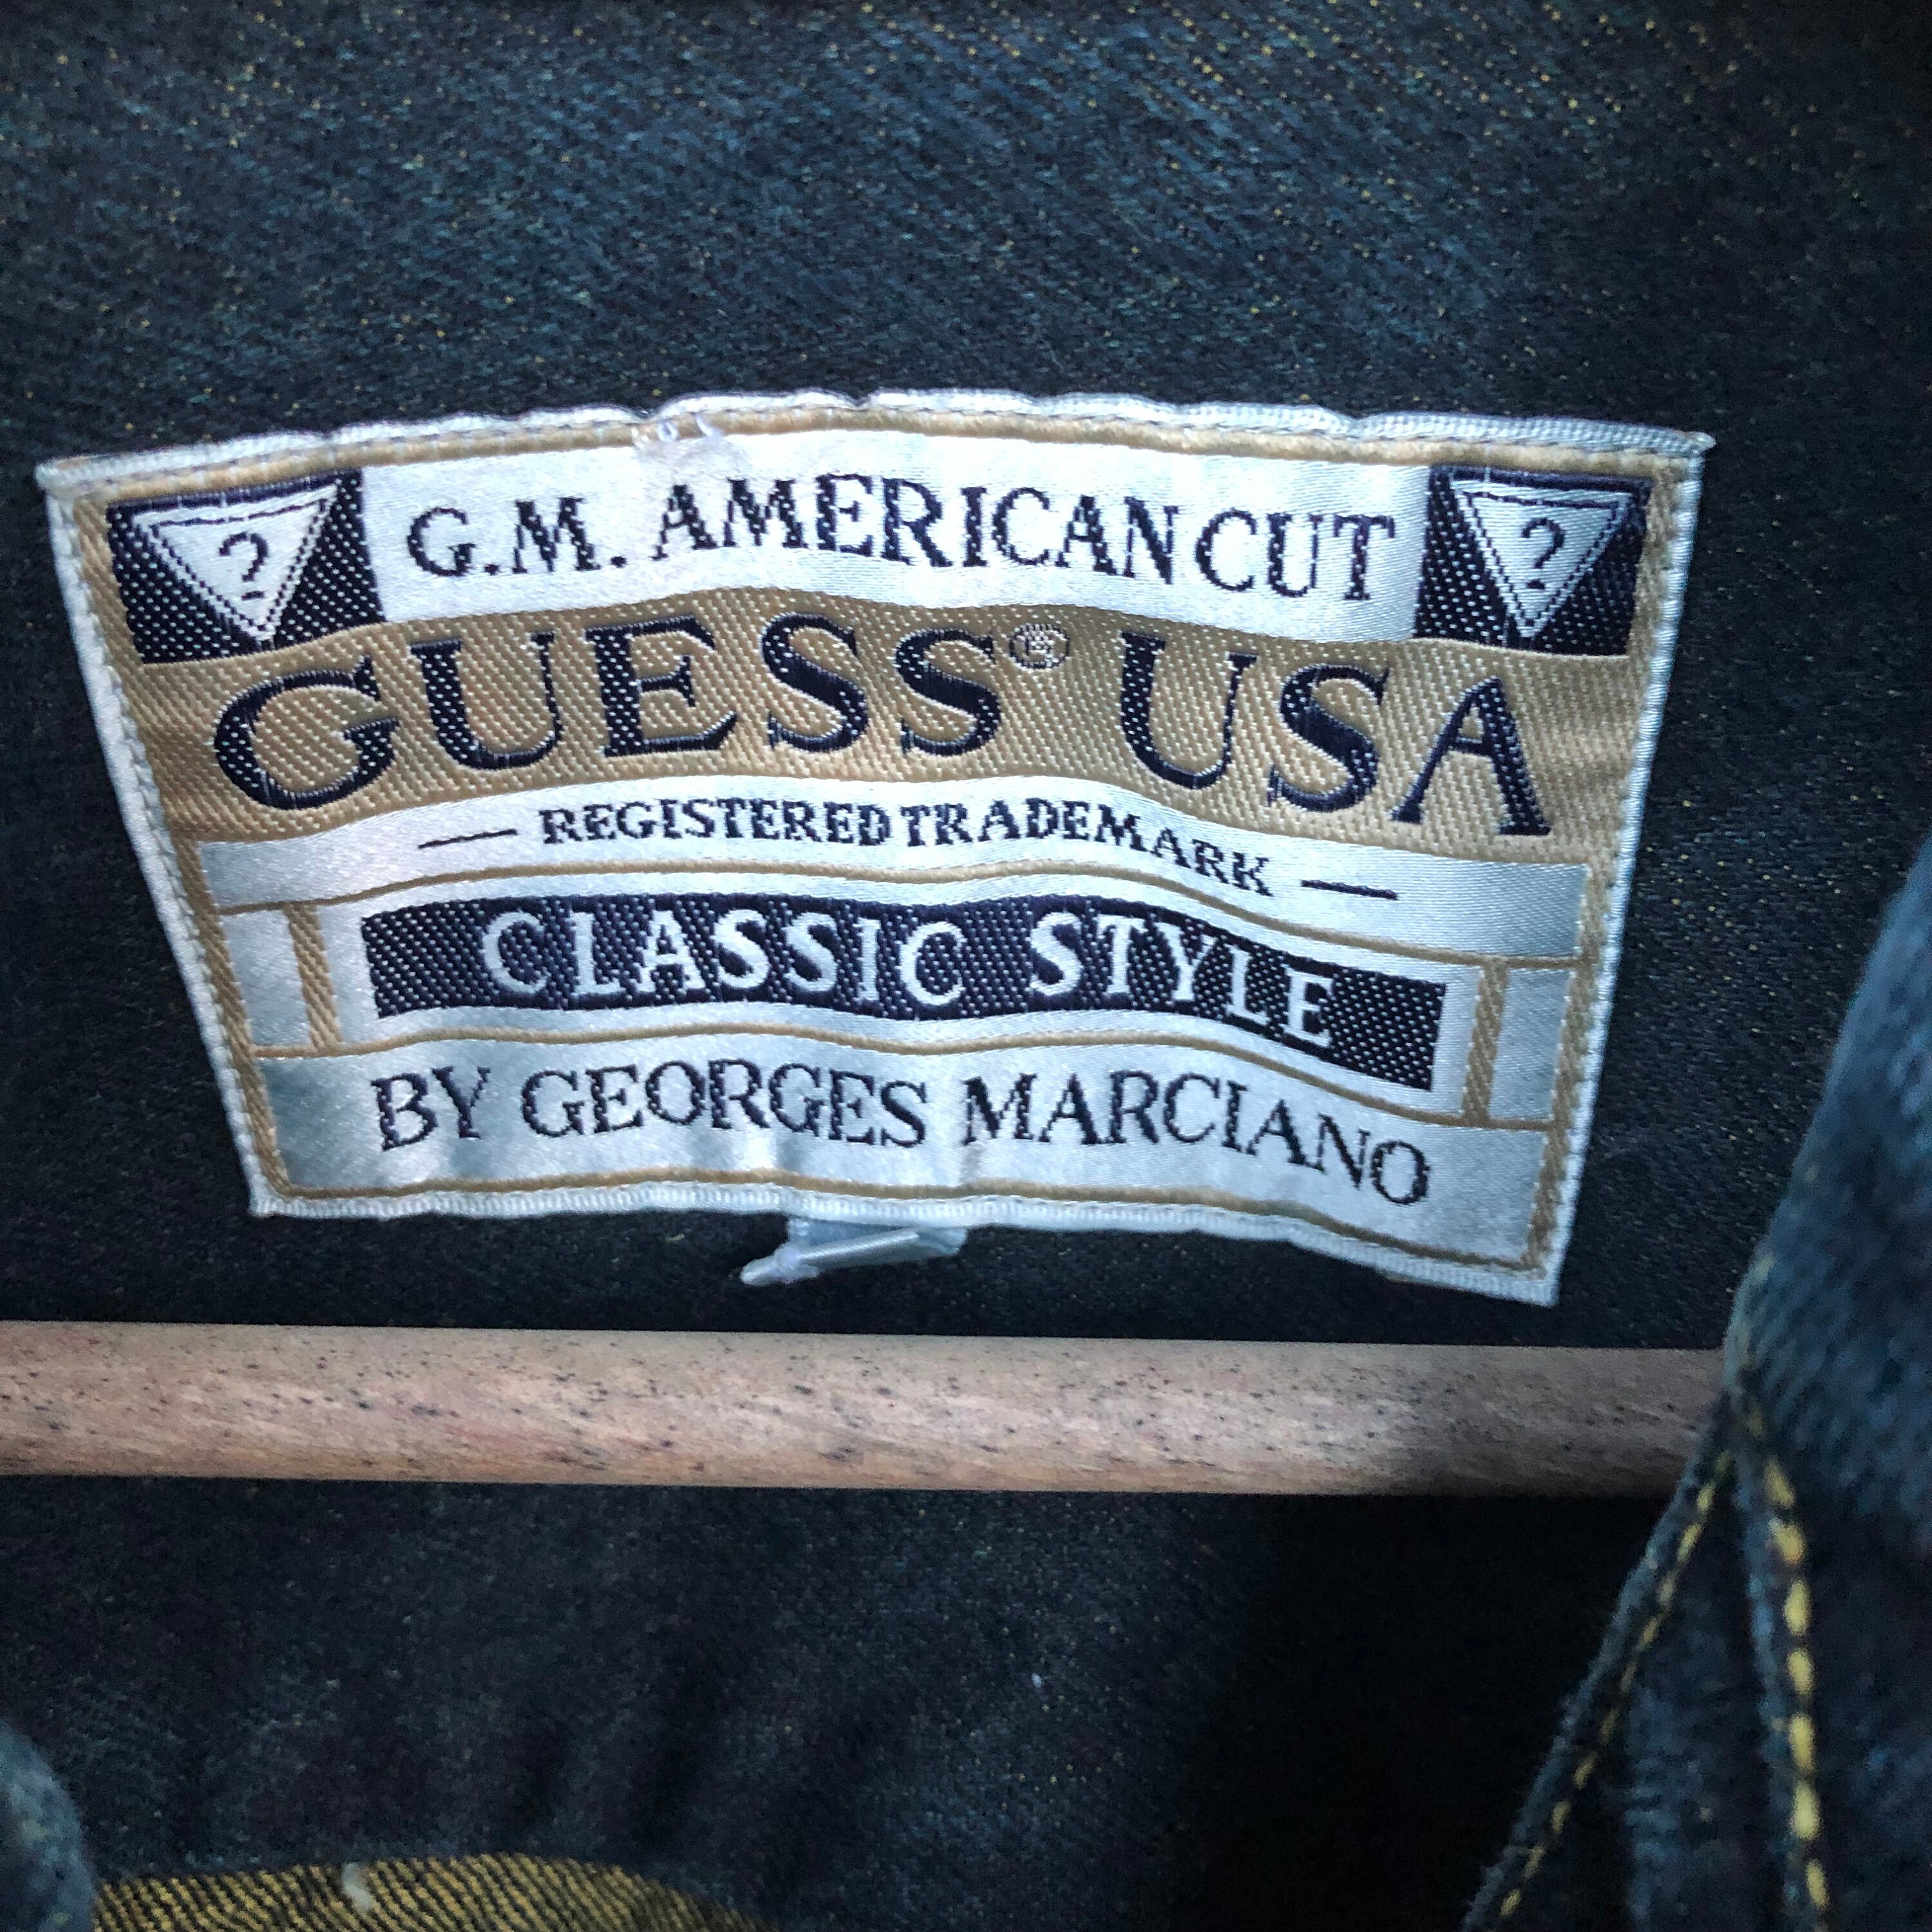 ? G.M. AMERICAN CUT ?
GUESS® USA
— REGISTERED TRADEMARK —
CLASSIC STYLE
BY GEORGES MARCIANO